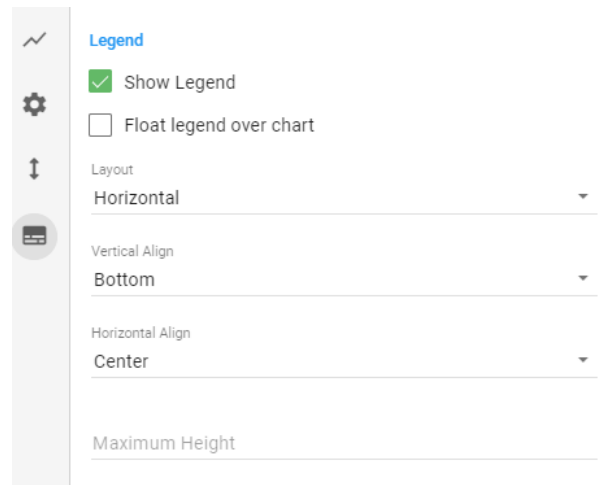 Legend
Show Legend
Float legend over chart
Layout
Horizontal
Vertical Align
Bottom
Horizontal Align
Center
Maximum Height